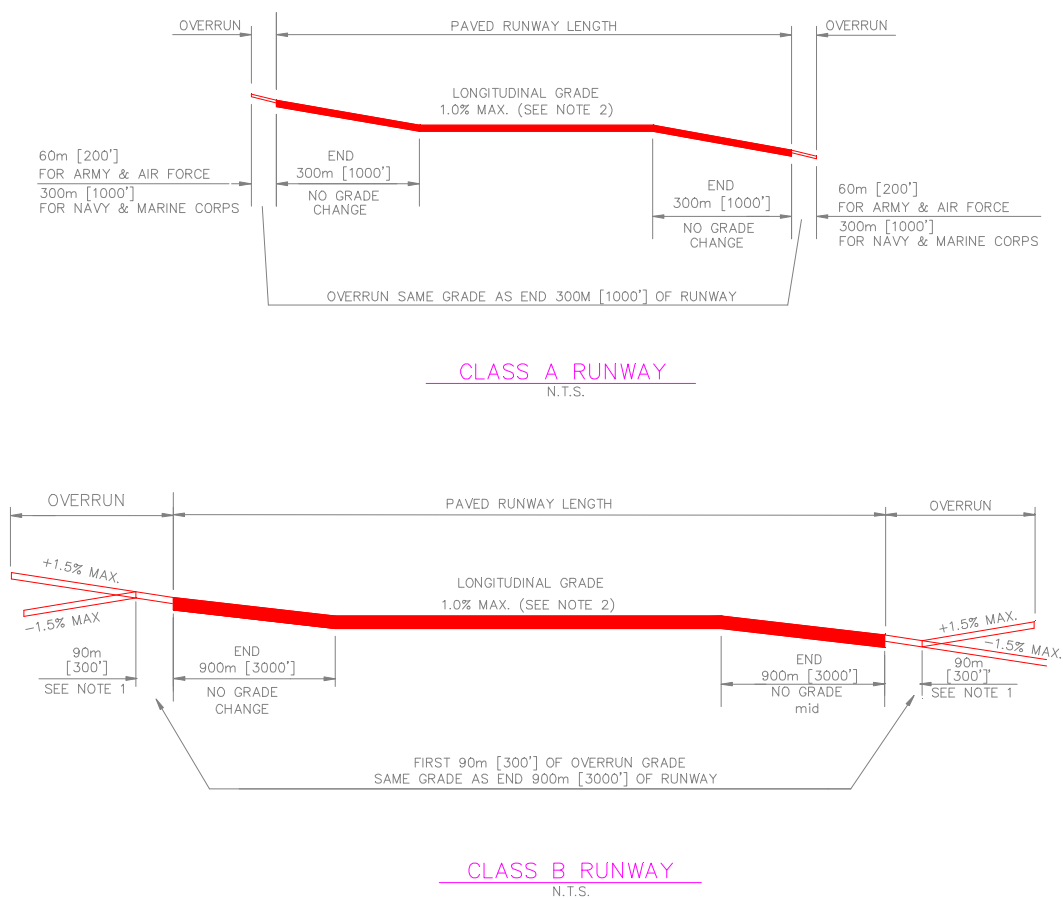 OVERRUN
PAVED RUNWAY LENGTH
OVERRUN
LONGITUDINAL GRADE
1.0% MAX. (SEE NOTE 2)
60m [200']
FOR ARMY & AIR FORCE
300m [1000']
FOR NAVY & MARINE CORPS
END
300m [1000']
NO GRADE
CHANGE
END
300m [1000']
NO GRADE
CHANGE
60m [200']
FOR ARMY & AIR FORCE
300m [1000']
FOR NAVY & MARINE CORPS
OVERRUN SAME GRADE AS END 300M [1000'] OF RUNWAY
CLASS A RUNWAY
N.T.S.
OVERRUN
PAVED RUNWAY LENGTH
OVERRUN
+1.5% MAX.
-1.5% MAX
LONGITUDINAL GRADE
1.0% MAX. (SEE NOTE 2)
+1.5% MAX.
-1.5% MAX.
90m
[300']
SEE NOTE 1
END
900m [3000']
NO GRADE
CHANGE
END
900m [3000']
NO GRADE
mid
90m
[300']
SEE NOTE 1
FIRST 90m [300'] OF OVERRUN GRADE
SAME GRADE AS END 900m [3000'] OF RUNWAY
CLASS B RUNWAY
N.T.S.